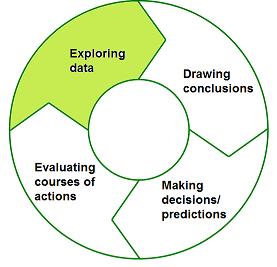 Exploring
data
Drawing
conclusions
Making
decisions/
predictions
Evaluating
courses of
actions